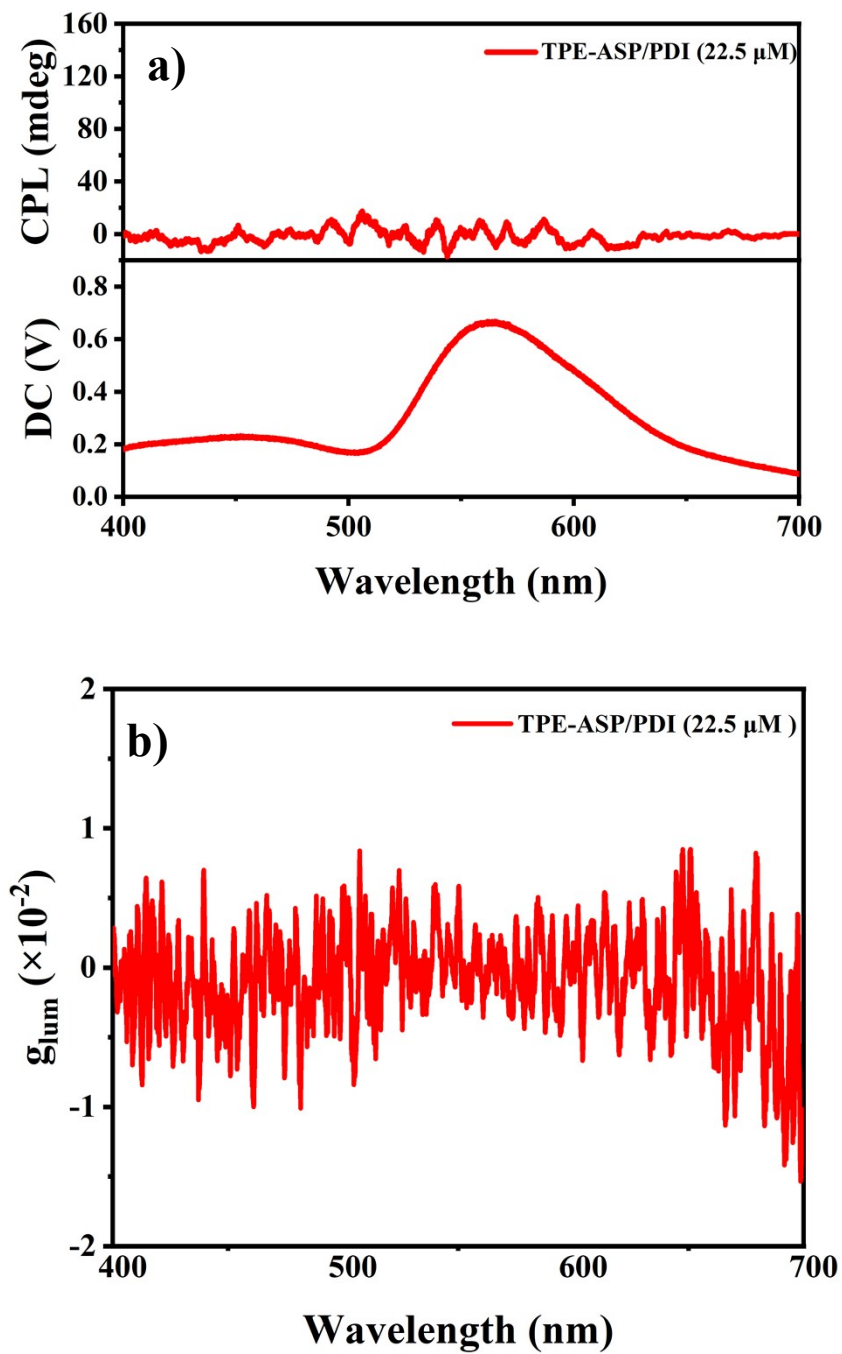 160
a)
TPE-ASP/PDI (22.5 μM)
120
80
CPL (mdeg)
40
0
0.8
0.6
DC (V)
0.4
0.2
0.0
400 500 600 700
Wavelength (nm)
2
b)
TPE-ASP/PDI (22.5 μM )
1
glum (×10-2)
0
-1
-2
400 500 600 700
Wavelength (nm)